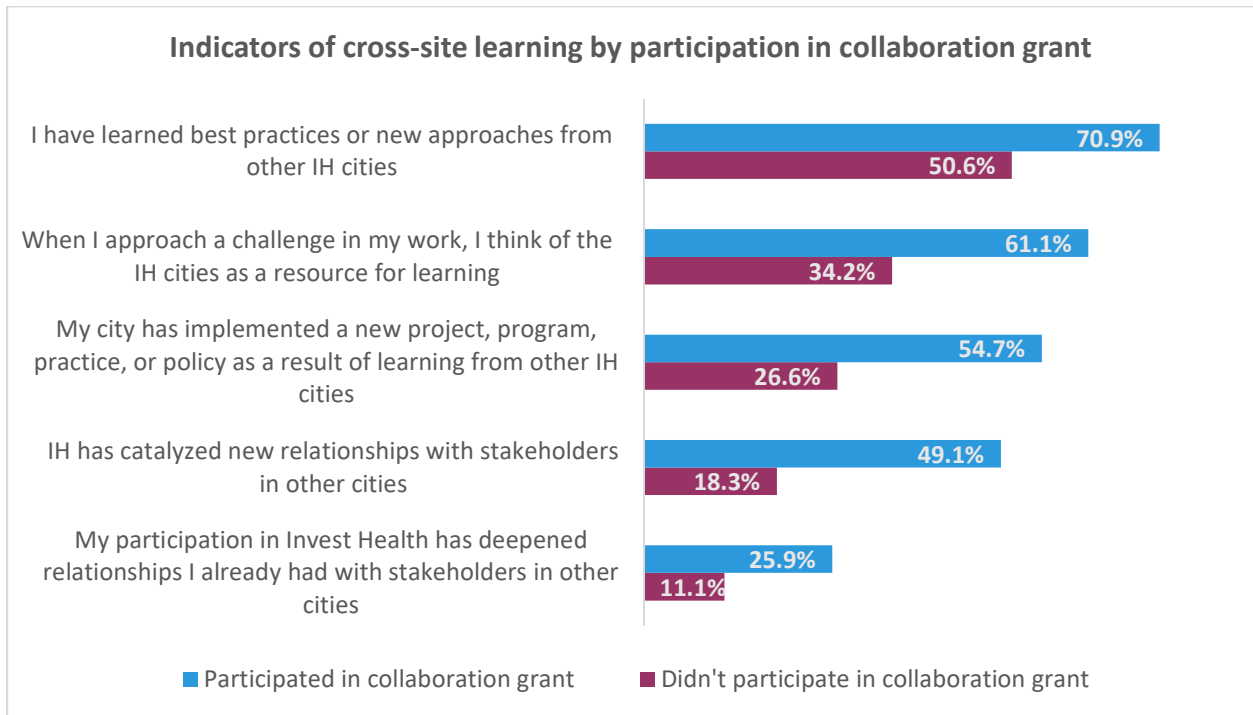 Indicators of cross-site learning by participation in collaboration grant
I have learned best practices or new approaches from
other IH cities
70.9%
50.6%
When I approach a challenge in my work, I think of the
IH cities as a resource for learning
61.1%
34.2%
My city has implemented a new project, program,
practice, or policy as a result of learning from other IH
cities
54.7%
26.6%
IH has catalyzed new relationships with stakeholders
in other cities
49.1%
18.3%
My participation in Invest Health has deepened
relationships I already had with stakeholders in other
cities
25.9%
11.1%
Participated in collaboration grant
Didn't participate in collaboration grant